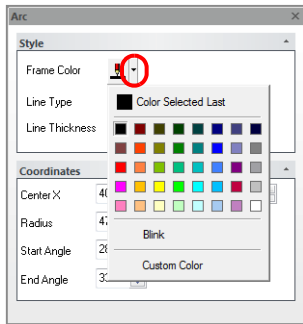 Arc
Style
Frame Color
Color Selected Last
Line Type
Line Thickness
Coordinates
Center X
Radius
Start Angle
Blink
End Angle
Custom Color